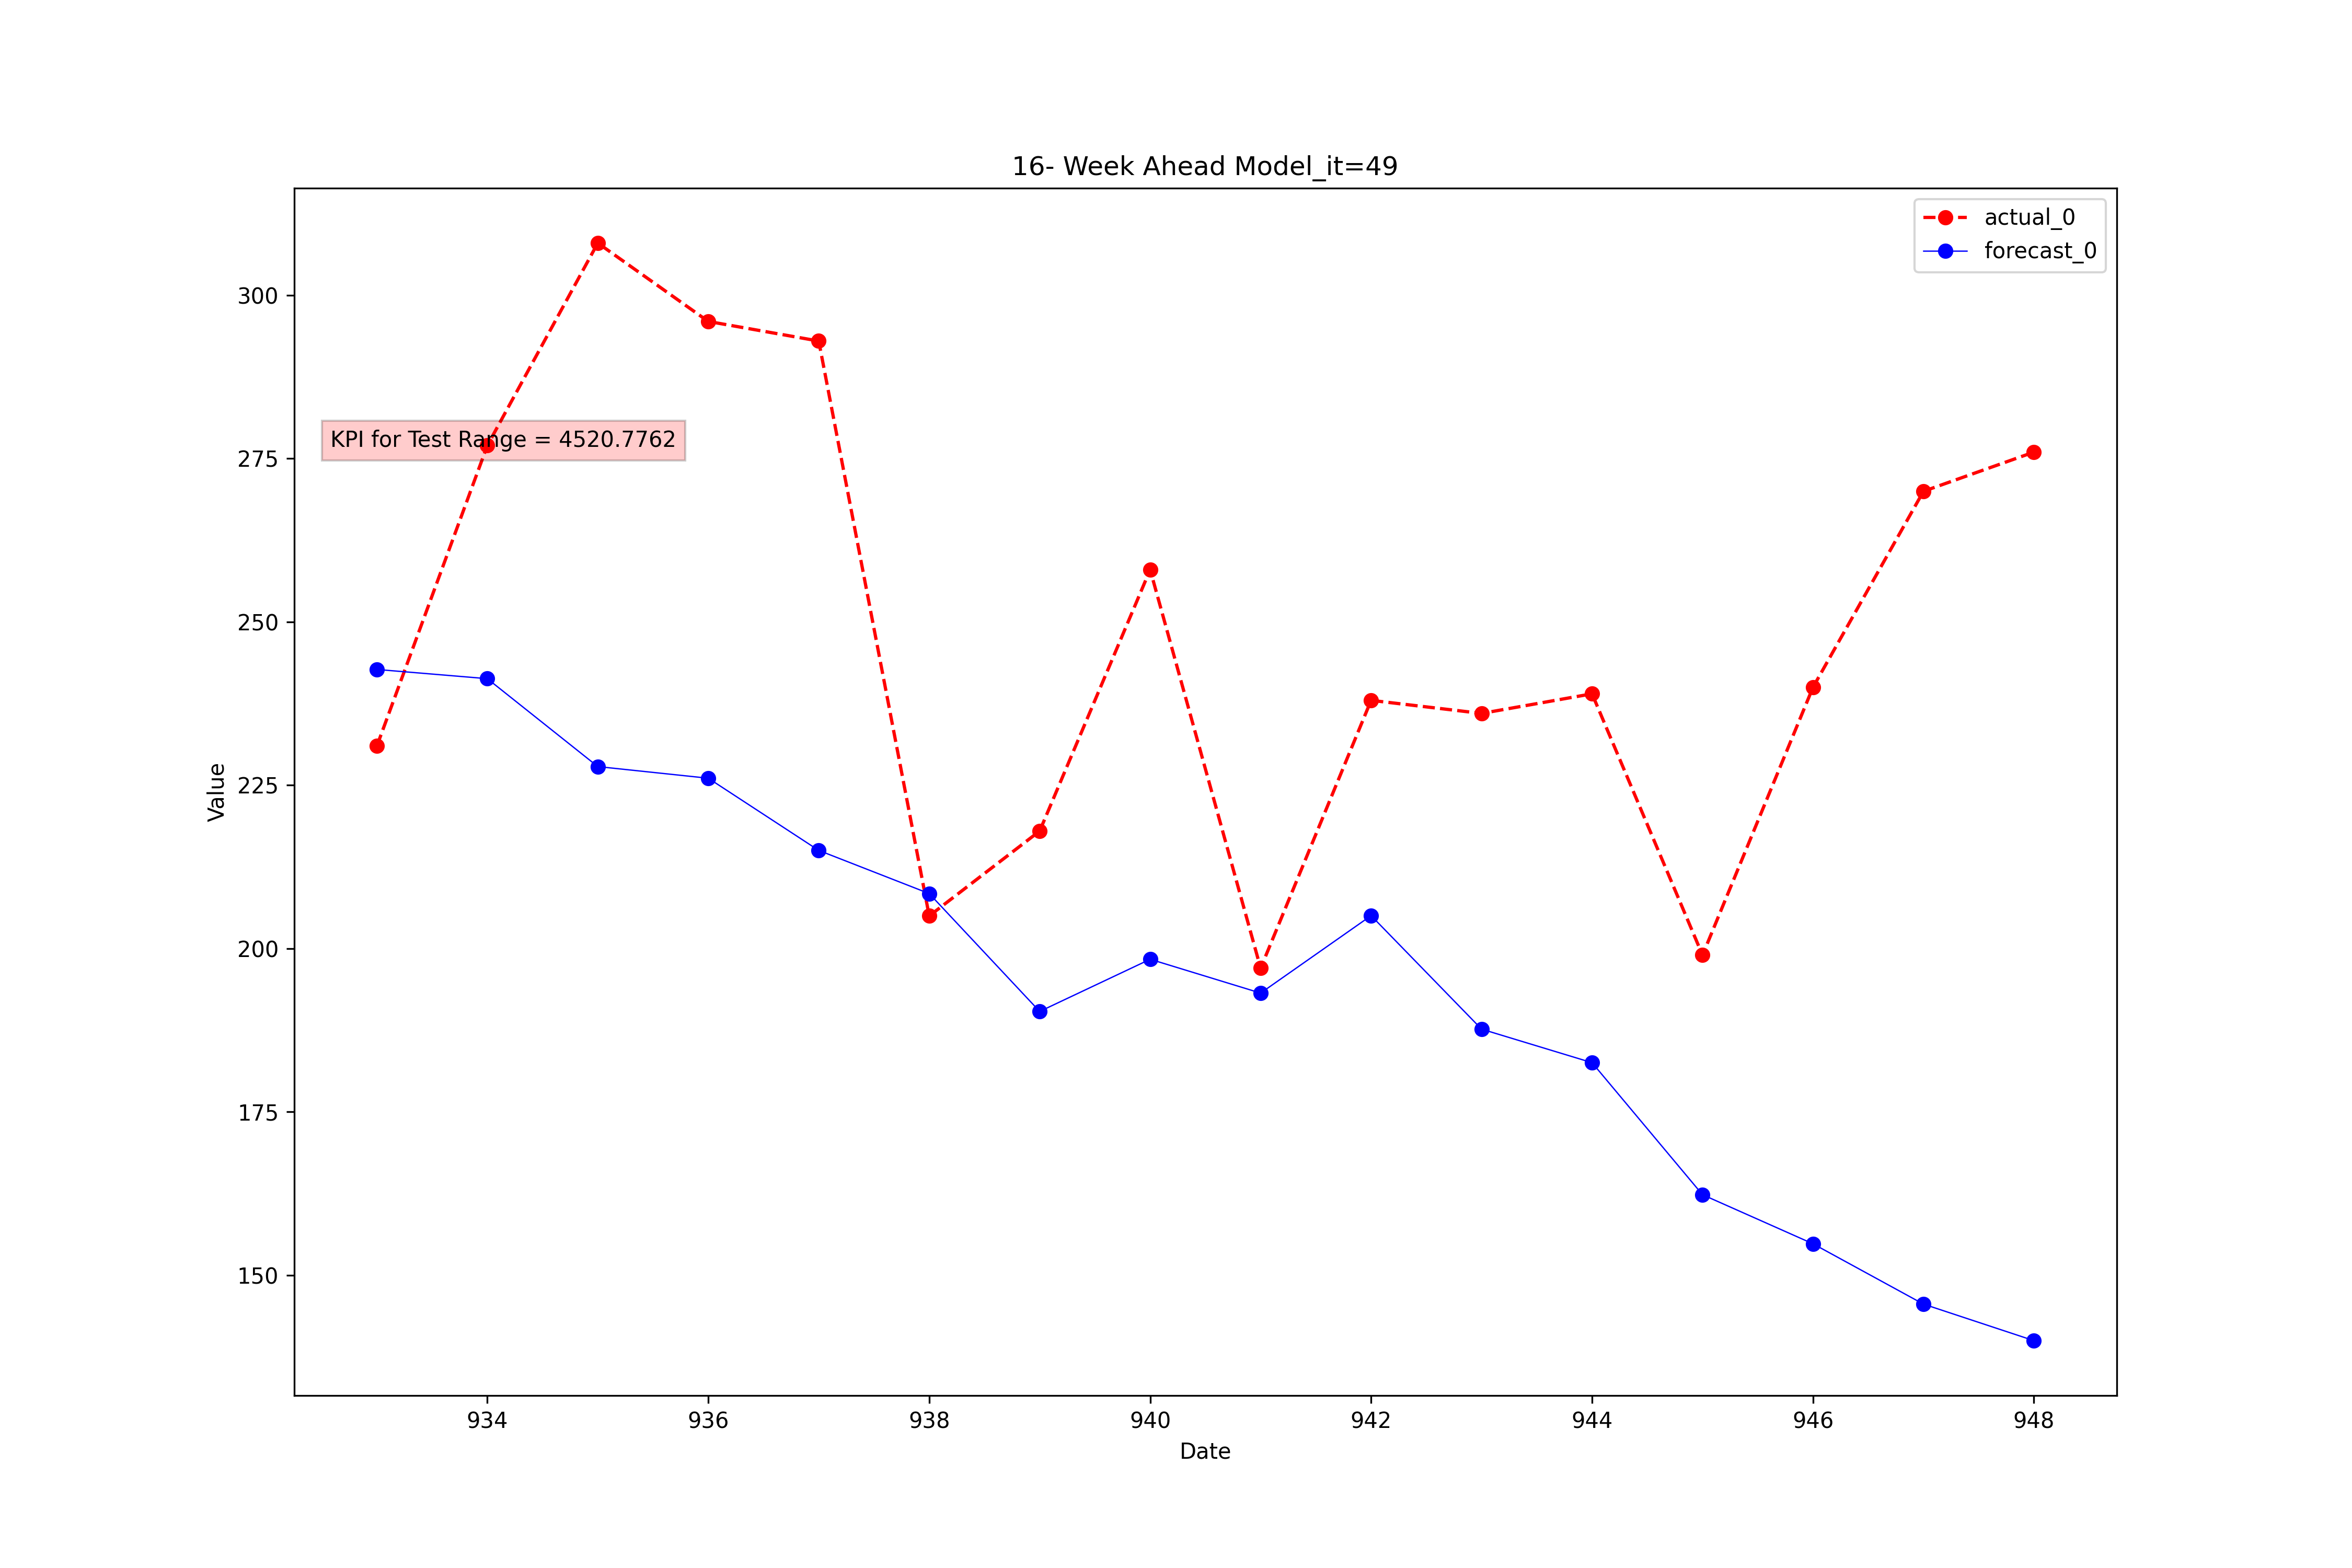 16- Week Ahead Model_it=49
actual_0
forecast_0
KPI for Test Range = 4520.7762
Value
300
275
250
225
200
175
150
934 936 938 940 942 944 946 948
Date